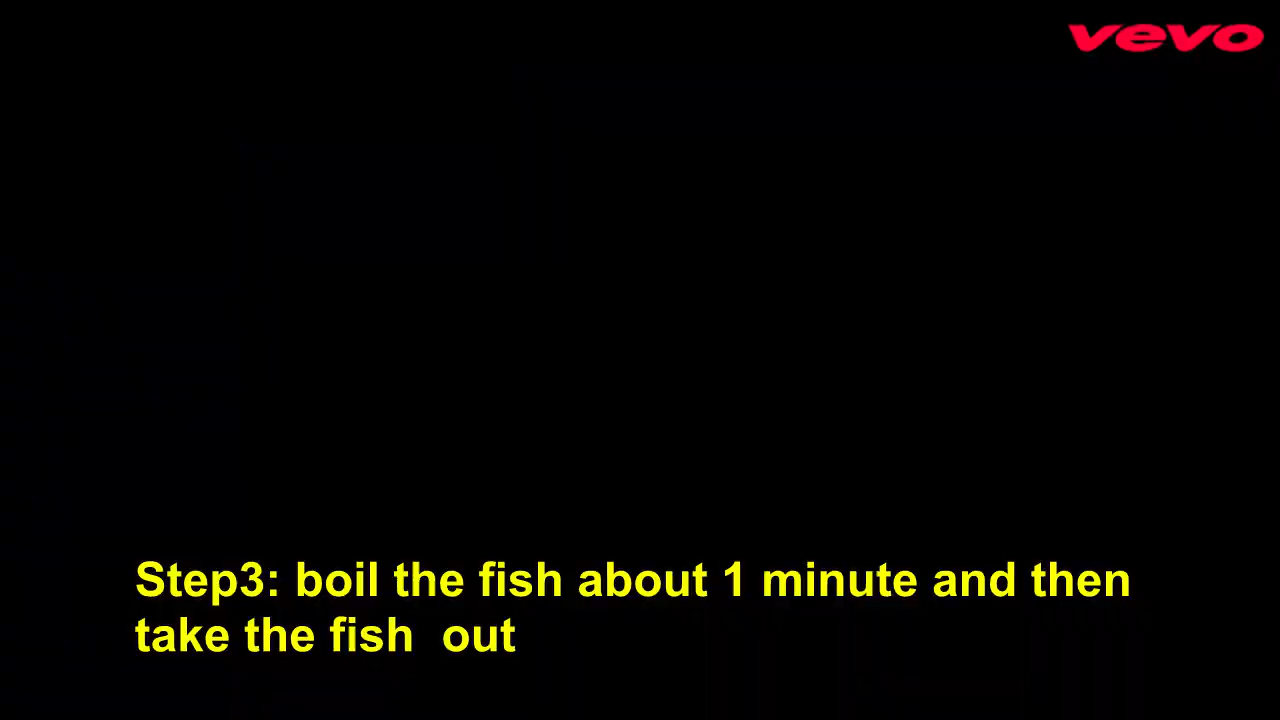 vevo
Step3: boil the fish about 1 minute and then
take the fish  out